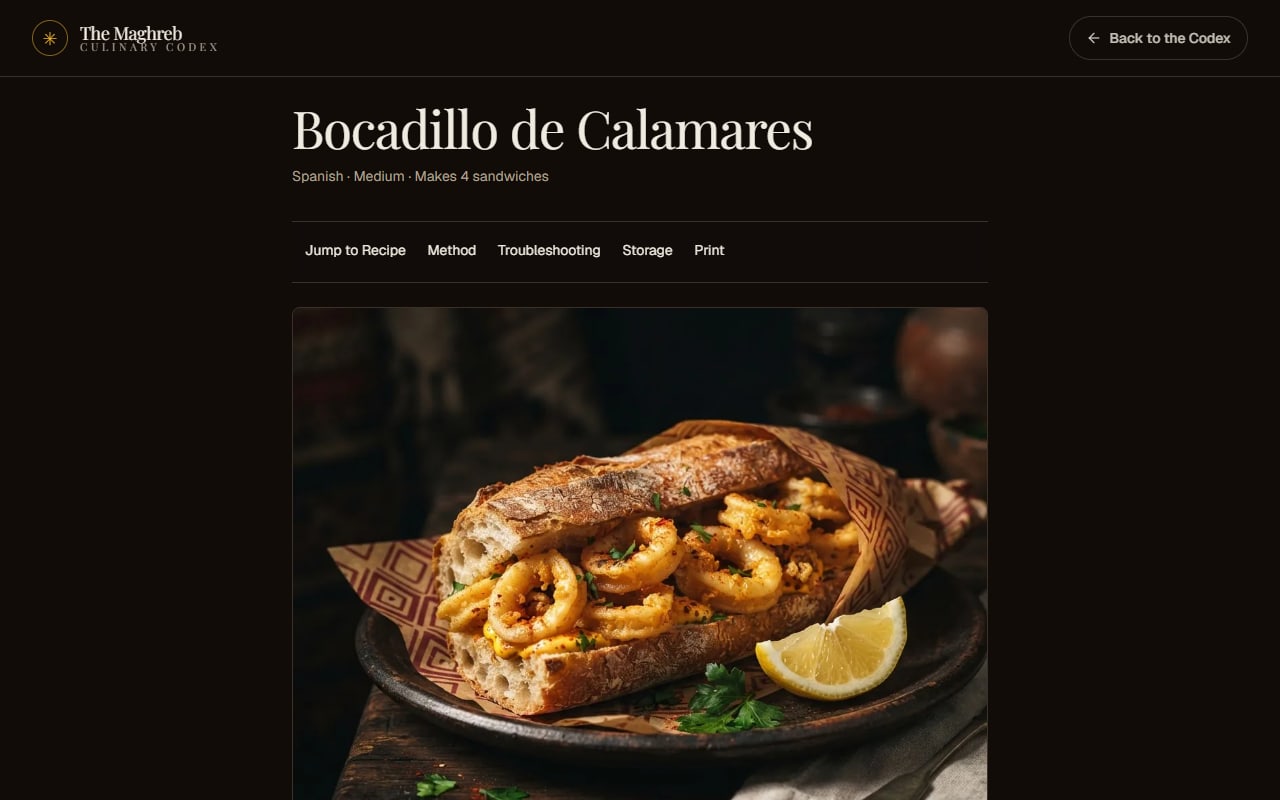 The Maghreb
CULINARY CODEX
← Back to the Codex
Bocadillo de Calamares
Spanish · Medium · Makes 4 sandwiches
Jump to Recipe Method Troubleshooting Storage Print